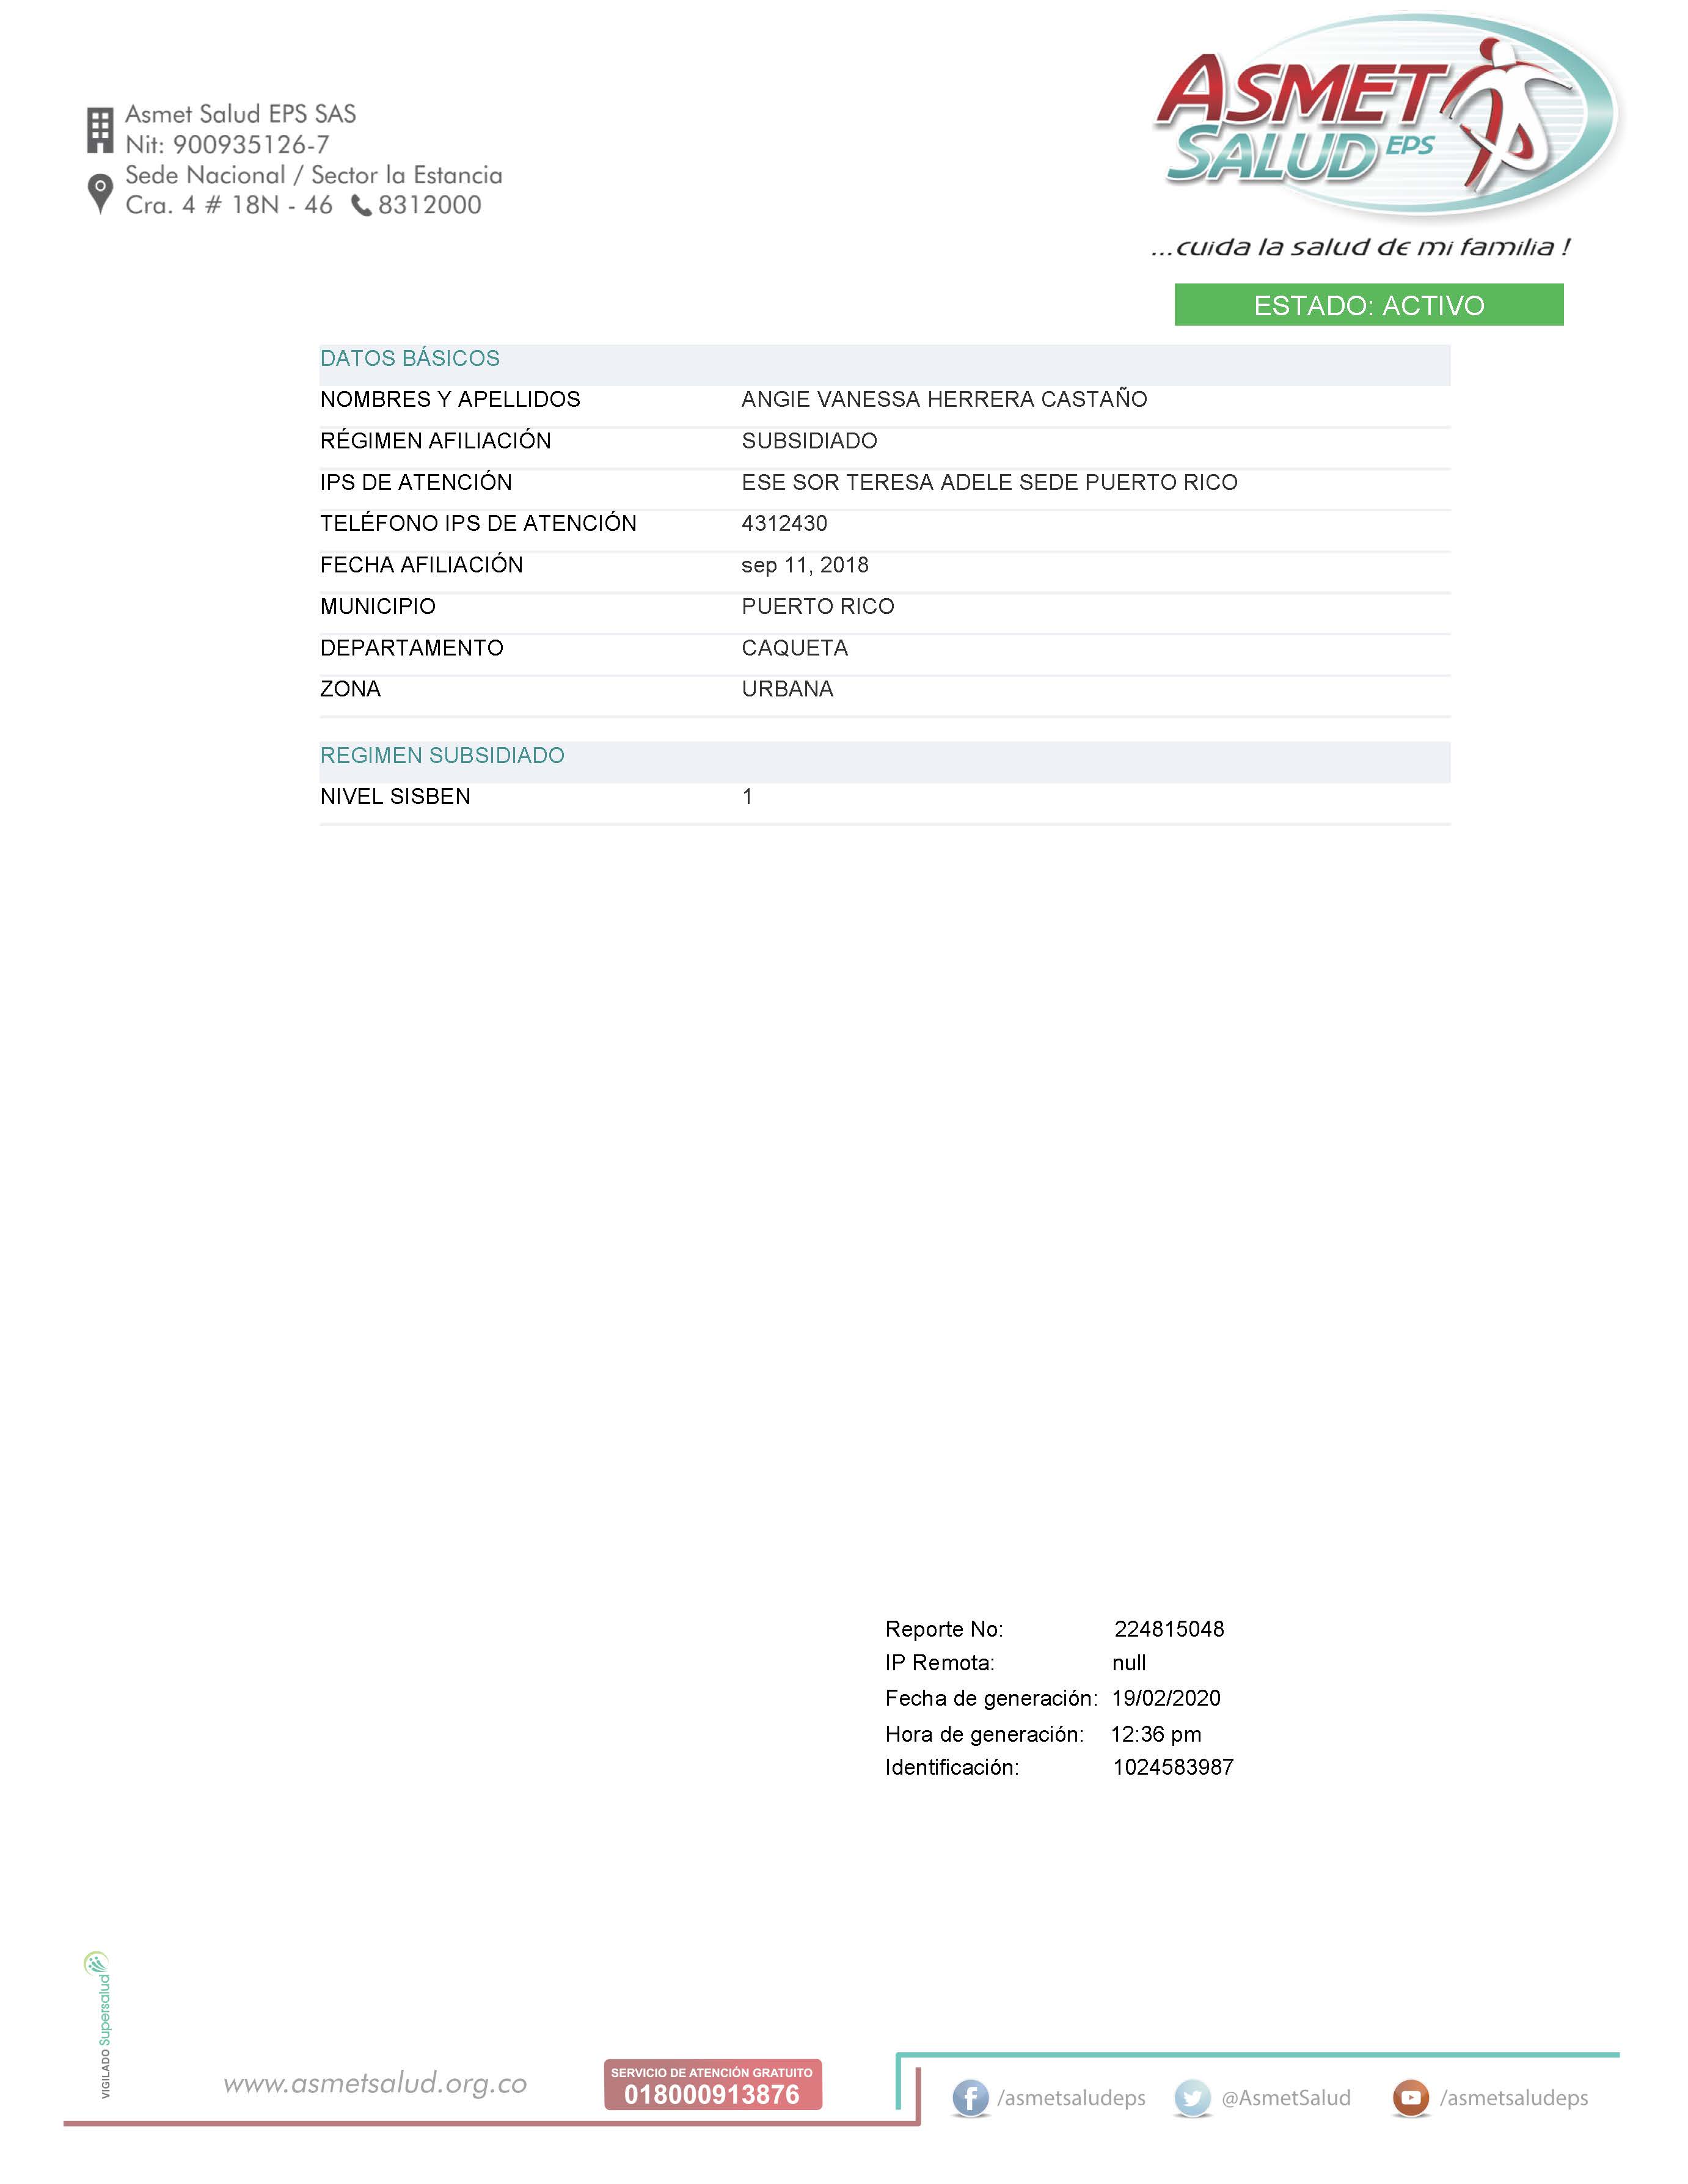 Asmet Salud EPS SAS
Nit: 900935126-7
Sede Nacional / Sector la Estancia
Cra. 4 # 18N - 46 8312000
ASMET
SALUD EPS
...cuida la salud de mi familia !
ESTADO: ACTIVO
DATOS BÁSICOS
NOMBRES Y APELLIDOS ANGIE VANESSA HERRERA CASTAÑO
RÉGIMEN AFILIACIÓN SUBSIDIADO
IPS DE ATENCIÓN ESE SOR TERESA ADELE SEDE PUERTO RICO
TELÉFONO IPS DE ATENCIÓN 4312430
FECHA AFILIACIÓN sep 11, 2018
MUNICIPIO PUERTO RICO
DEPARTAMENTO CAQUETA
ZONA URBANA
REGIMEN SUBSIDIADO
NIVEL SISBEN 1
Reporte No: 224815048
IP Remota: null
Fecha de generación: 19/02/2020
Hora de generación: 12:36 pm
Identificación: 1024583987
VIGILADO Supersalud
www.asmetsalud.org.co
SERVICIO DE ATENCIÓN GRATUITO
018000913876
/asmetsaludeps @AsmetSalud /asmetsaludeps